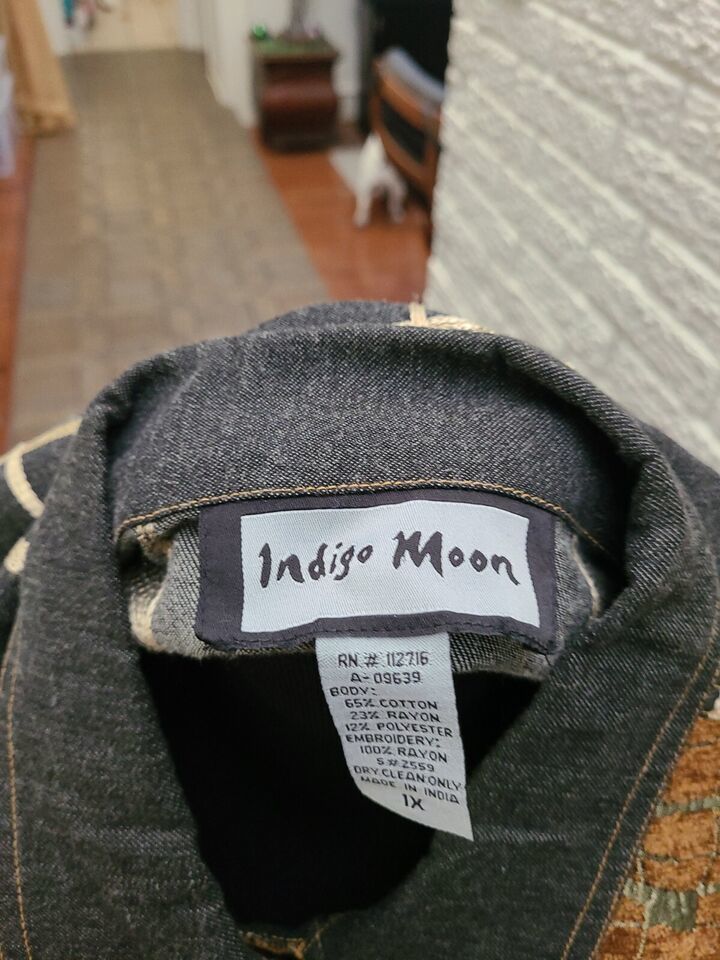 Indigo Moon
RN. # 112716
A-09639
BODY:
65% COTTON
23% RAYON
12% POLYESTER
EMBROIDERY:
100% RAYON
S#2559
DRY CLEAN ONLY
MADE IN INDIA
1X